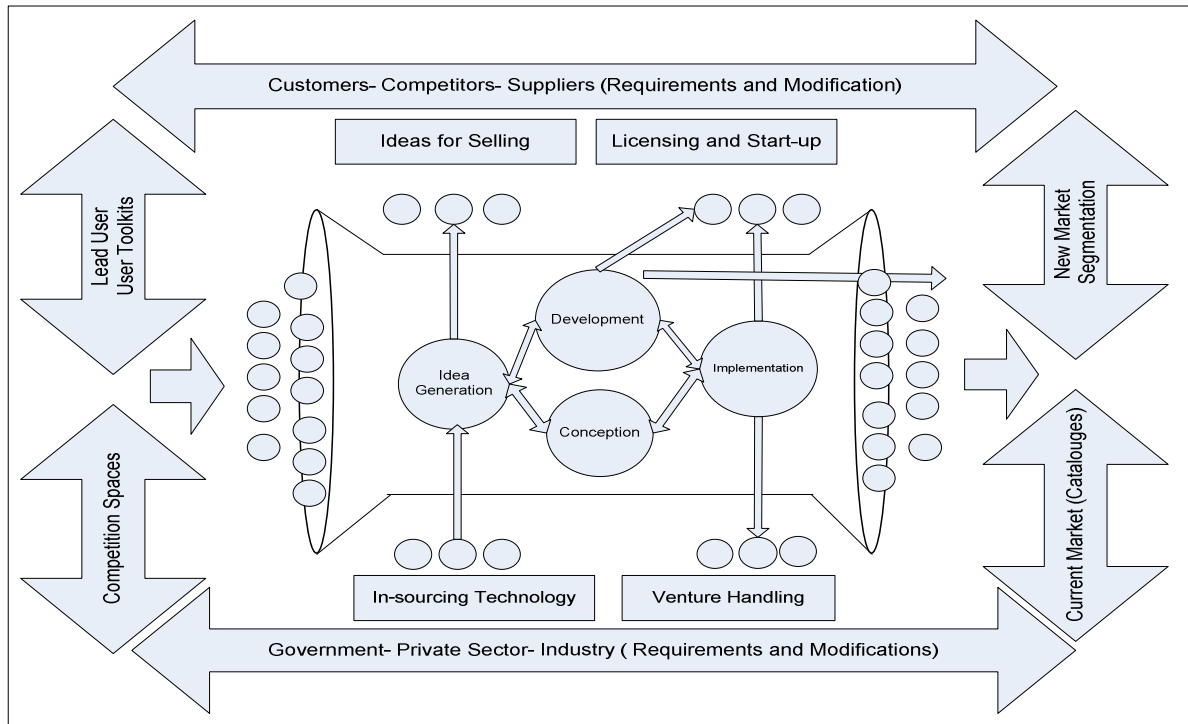 Customers- Competitors- Suppliers (Requirements and Modification)
Ideas for Selling
Licensing and Start-up
Lead User
User Toolkits
New Market
Segmentation
Development
Idea
Generation
Implementation
Conception
Competition Spaces
Current Market (Catalouges)
In-sourcing Technology
Venture Handling
Government- Private Sector- Industry ( Requirements and Modifications)